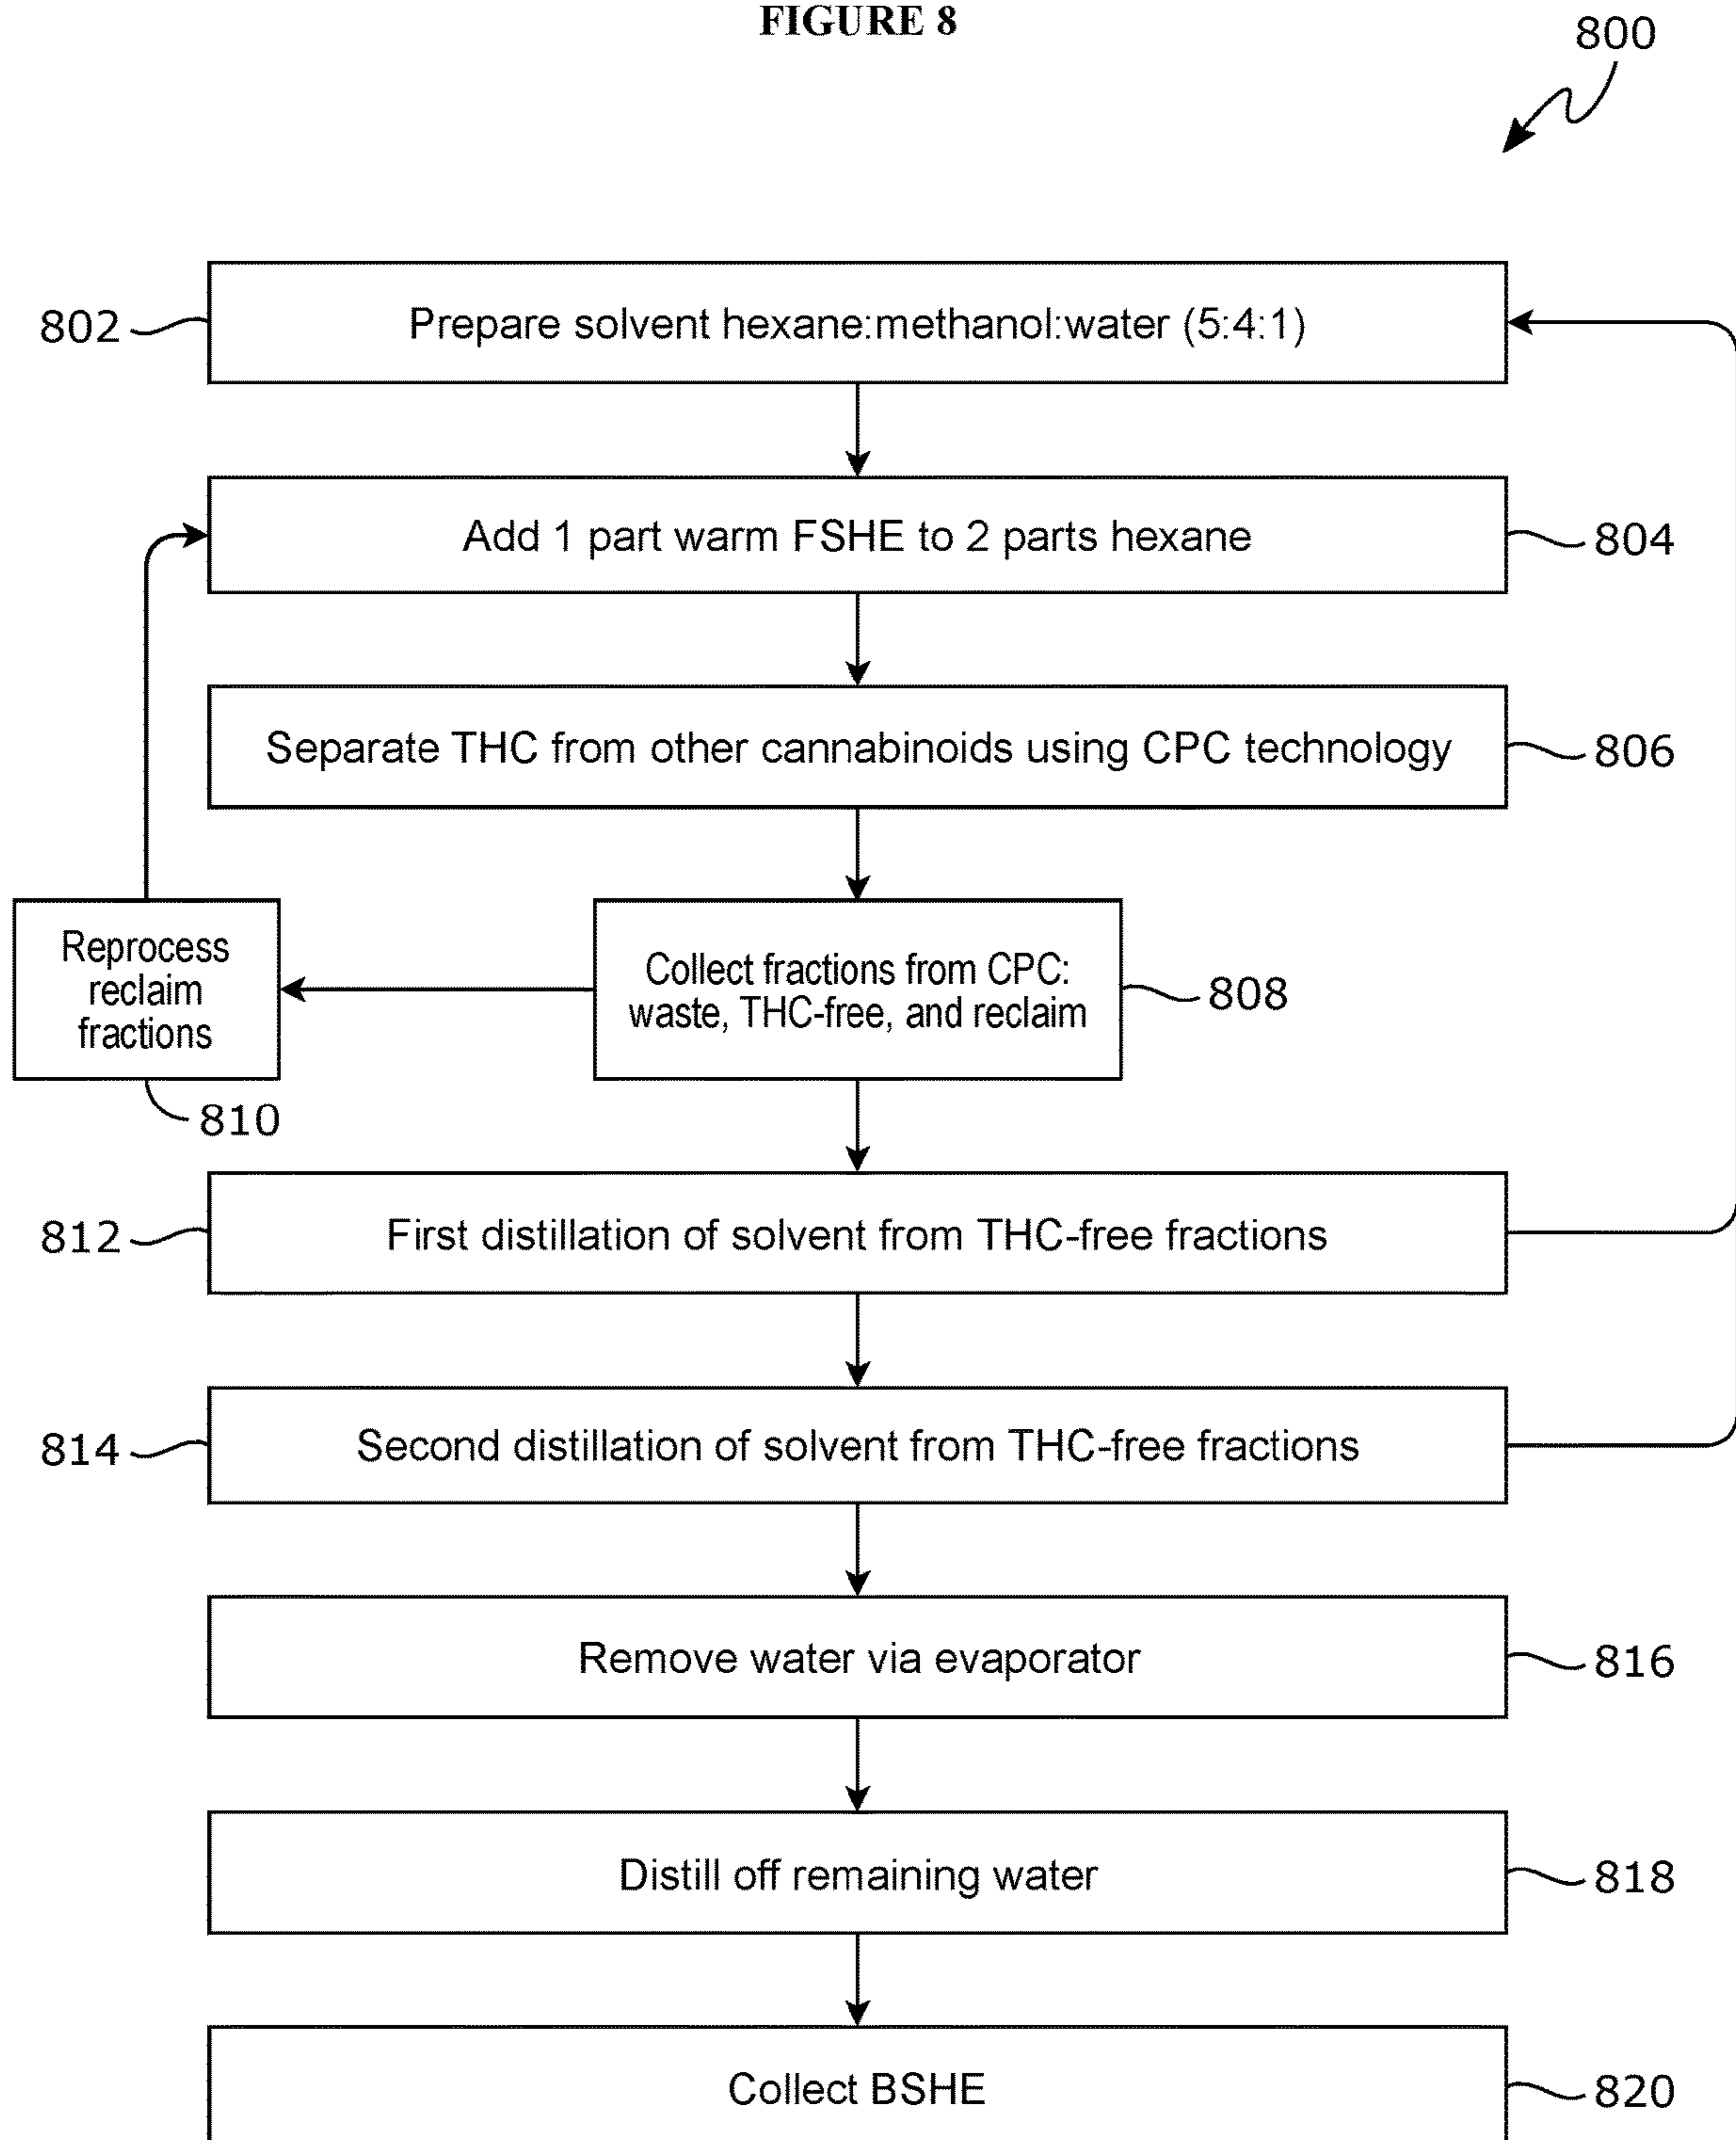 FIGURE 8
800
802
Prepare solvent hexane:methanol:water (5:4:1)
Add 1 part warm FSHE to 2 parts hexane
804
Separate THC from other cannabinoids using CPC technology
806
Reprocess
reclaim
fractions
810
Collect fractions from CPC:
waste, THC-free, and reclaim
808
812
First distillation of solvent from THC-free fractions
814
Second distillation of solvent from THC-free fractions
Remove water via evaporator
816
Distill off remaining water
818
Collect BSHE
820